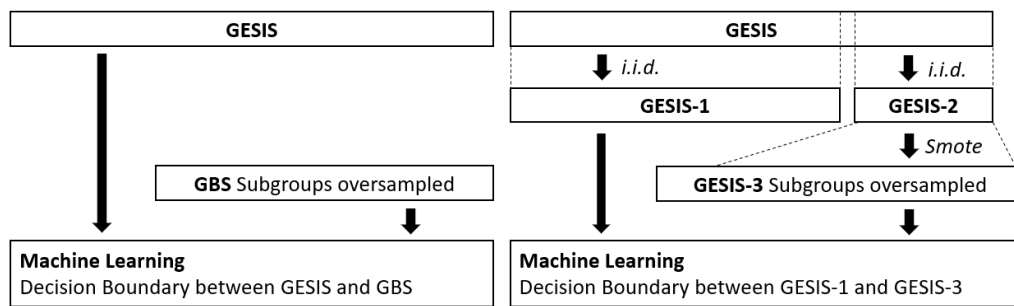 GESIS
GBS Subgroups oversampled
Machine Learning
Decision Boundary between GESIS and GBS
GESIS
i.i.d.
i.i.d.
GESIS-1
GESIS-2
Smote
GESIS-3 Subgroups oversampled
Machine Learning
Decision Boundary between GESIS-1 and GESIS-3